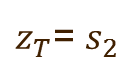 z_T = s_2